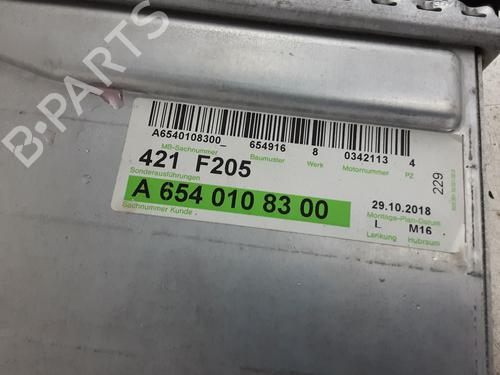 B-PARTS
A6540108300_ 654916 8 0342113 4
MB-Sachnummer Baumuster Werk Motornummer PZ
421 F205
Sonderausführungen
A 654 010 83 00
Sachnummer Kunde
229
29.10.2018
Montage-Plan-Datum
L M16
Lenkung Hubraum